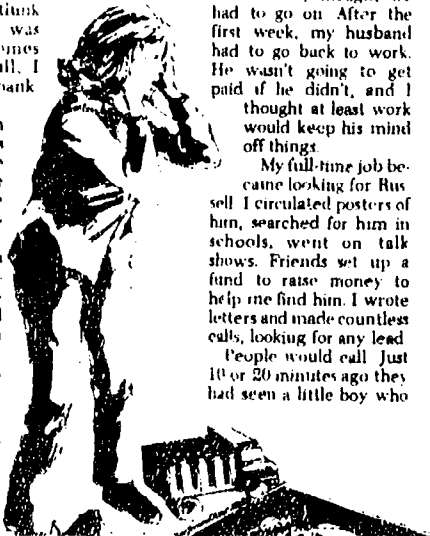 was
had to go on After the
first week, my husband
had to go back to work.
He wasn't going to get
paid if he didn't, and I
thought at least work
would keep his mind
off things.
My full-time job be-
came looking for Rus-
sell I circulated posters of
him, searched for him in
schools, went on talk
shows. Friends set up a
fund to raise money to
help me find him. I wrote
letters and made countless
calls, looking for any lead
People would call Just
10 or 20 minutes ago they
had seen a little boy who